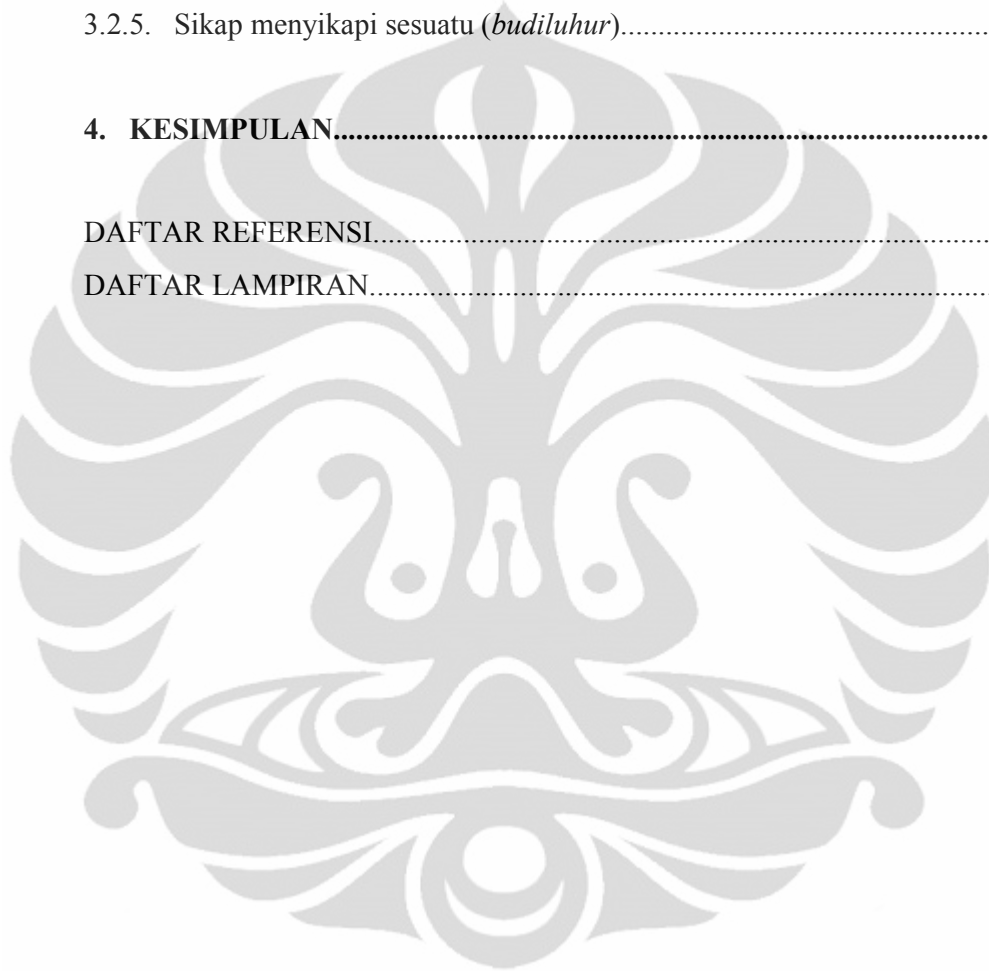 3.2.5. Sikap menyikapi sesuatu (budiluhur)..................................................
4. KESIMPULAN.......................................................................................
DAFTAR REFERENSI..................................................................................
DAFTAR LAMPIRAN...................................................................................